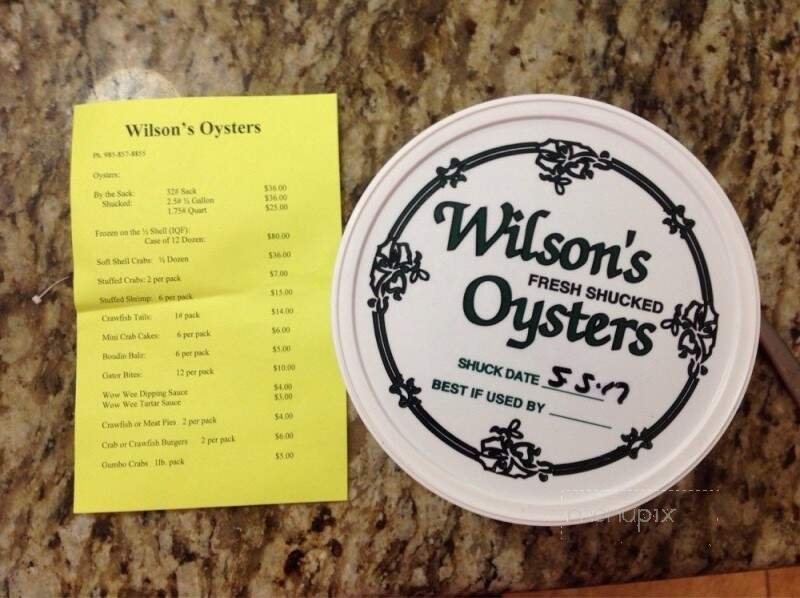 Wilson's Oysters
Ph. 985-857-8855
Oysters:
By the Sack: 32# Sack $36.00
Shucked: 2.5# ½ Gallon $36.00
1.75# Quart $25.00
Frozen on the ½ Shell (IQF):
Case of 12 Dozen: $80.00
Soft Shell Crabs: ½ Dozen $36.00
Stuffed Crabs: 2 per pack $7.00
Stuffed Shrimp: 6 per pack $15.00
Crawfish Tails: 1# pack $14.00
Mini Crab Cakes: 6 per pack $6.00
Boudin Balz: 6 per pack $5.00
Gator Bites: 12 per pack $10.00
Wow Wee Dipping Sauce $4.00
Wow Wee Tartar Sauce $3.00
Crawfish or Meat Pies 2 per pack $4.00
Crab or Crawfish Burgers 2 per pack $6.00
Gumbo Crabs 1lb. pack $5.00
Wilson's
FRESH SHUCKED
Oysters
SHUCK DATE 5-5-17
BEST IF USED BY
menupix